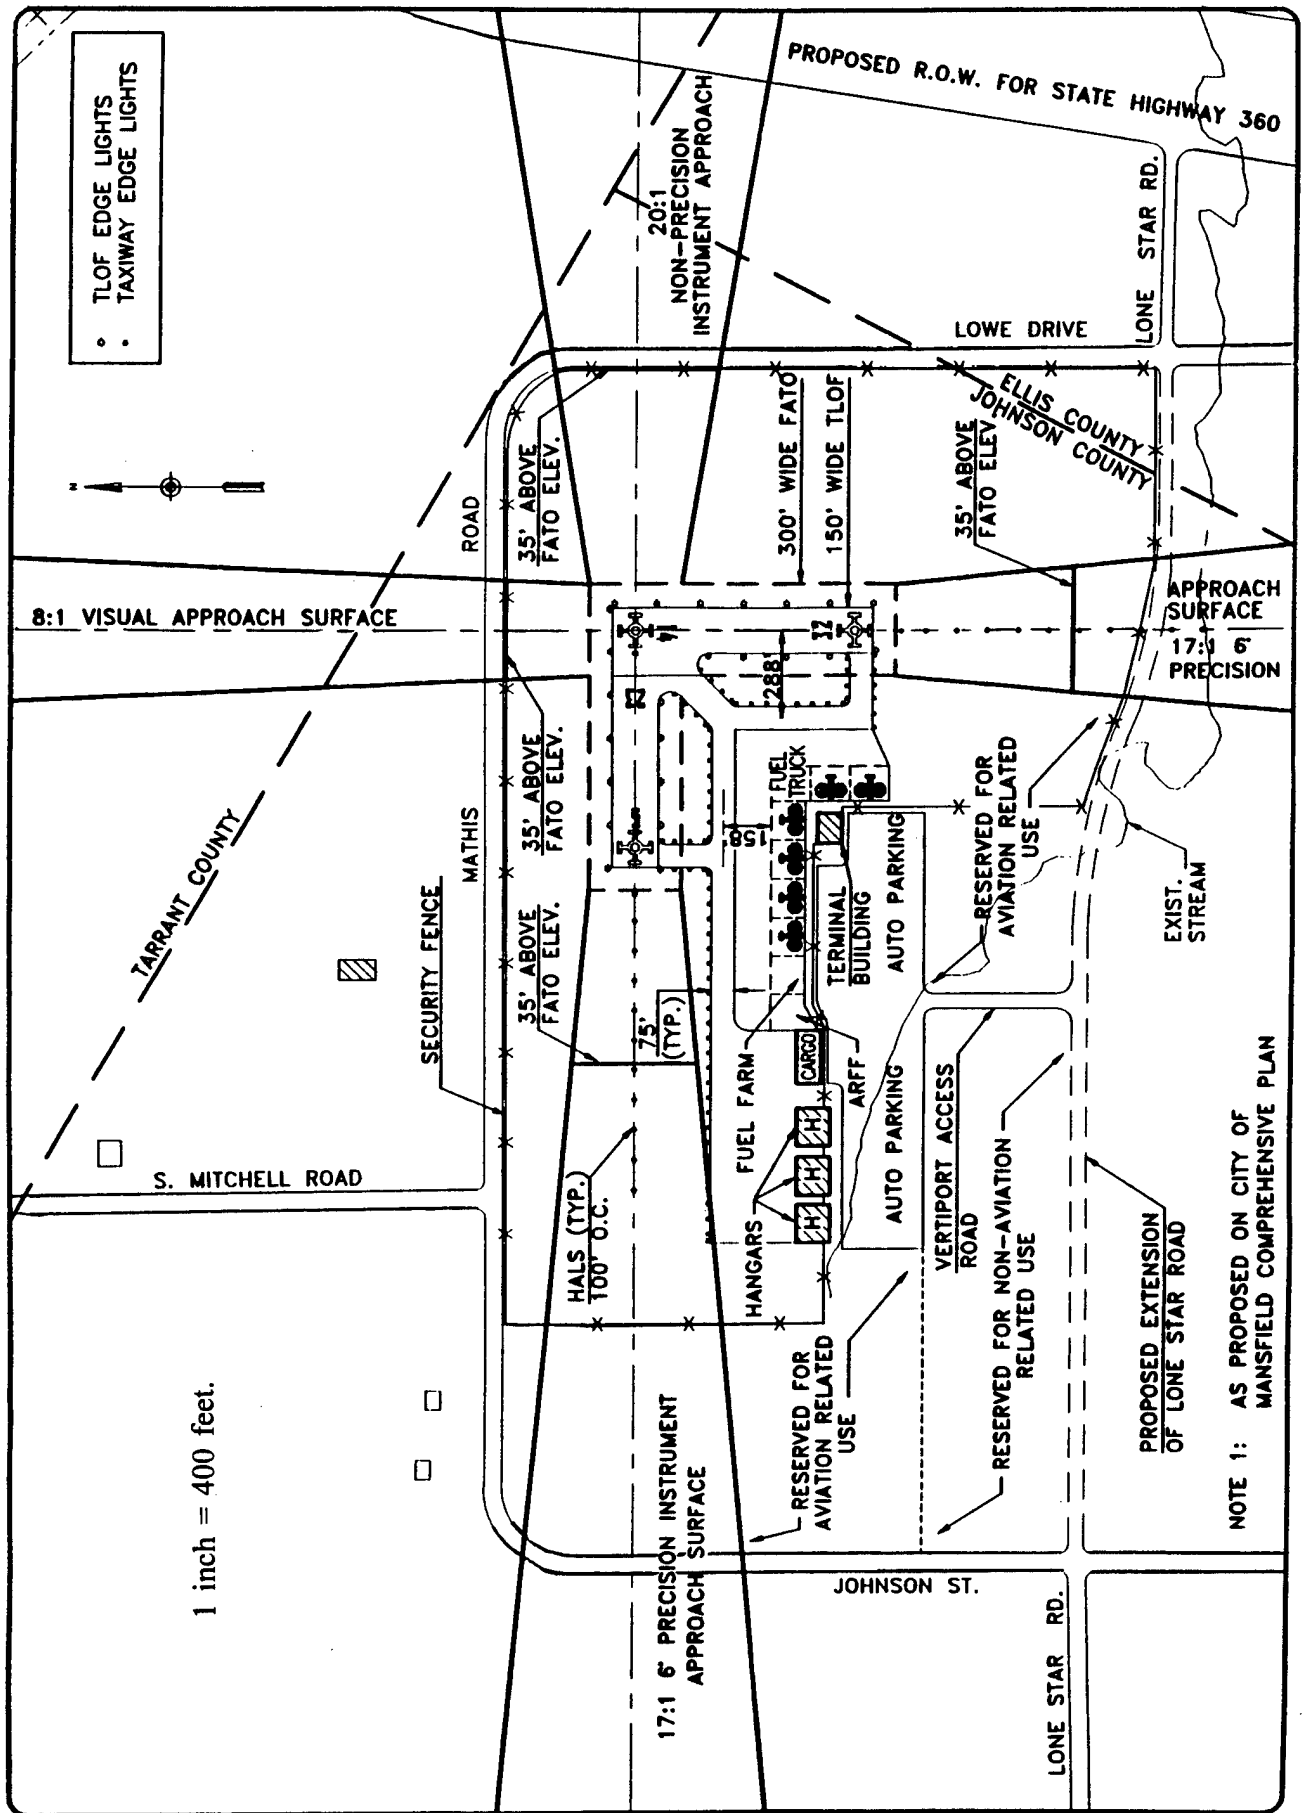 ° TLOF EDGE LIGHTS
• TAXIWAY EDGE LIGHTS
N
1 inch = 400 feet.
TARRANT COUNTY
S. MITCHELL ROAD
SECURITY FENCE
MATHIS
ROAD
8:1 VISUAL APPROACH SURFACE
PROPOSED R.O.W. FOR STATE HIGHWAY 360
20:1
NON-PRECISION
INSTRUMENT APPROACH
35' ABOVE
FATO ELEV.
35' ABOVE
FATO ELEV.
35' ABOVE
FATO ELEV.
HALS (TYP.)
100' O.C.
75'
(TYP.)
17:1 6° PRECISION INSTRUMENT
APPROACH SURFACE
300' WIDE FATO
150' WIDE TLOF
288'
158'
FUEL
TRUCK
LOWE DRIVE
LONE STAR RD.
ELLIS COUNTY
JOHNSON COUNTY
35' ABOVE
FATO ELEV.
APPROACH
SURFACE
17:1 6°
PRECISION
HANGARS
H
H
H
FUEL FARM
CARGO
ARFF
TERMINAL
BUILDING
AUTO PARKING
AUTO PARKING
RESERVED FOR
AVIATION RELATED
USE
RESERVED FOR
AVIATION RELATED
USE
EXIST.
STREAM
VERTIPORT ACCESS
ROAD
RESERVED FOR NON-AVIATION
RELATED USE
JOHNSON ST.
LONE STAR RD.
PROPOSED EXTENSION
OF LONE STAR ROAD
NOTE 1: AS PROPOSED ON CITY OF
MANSFIELD COMPREHENSIVE PLAN